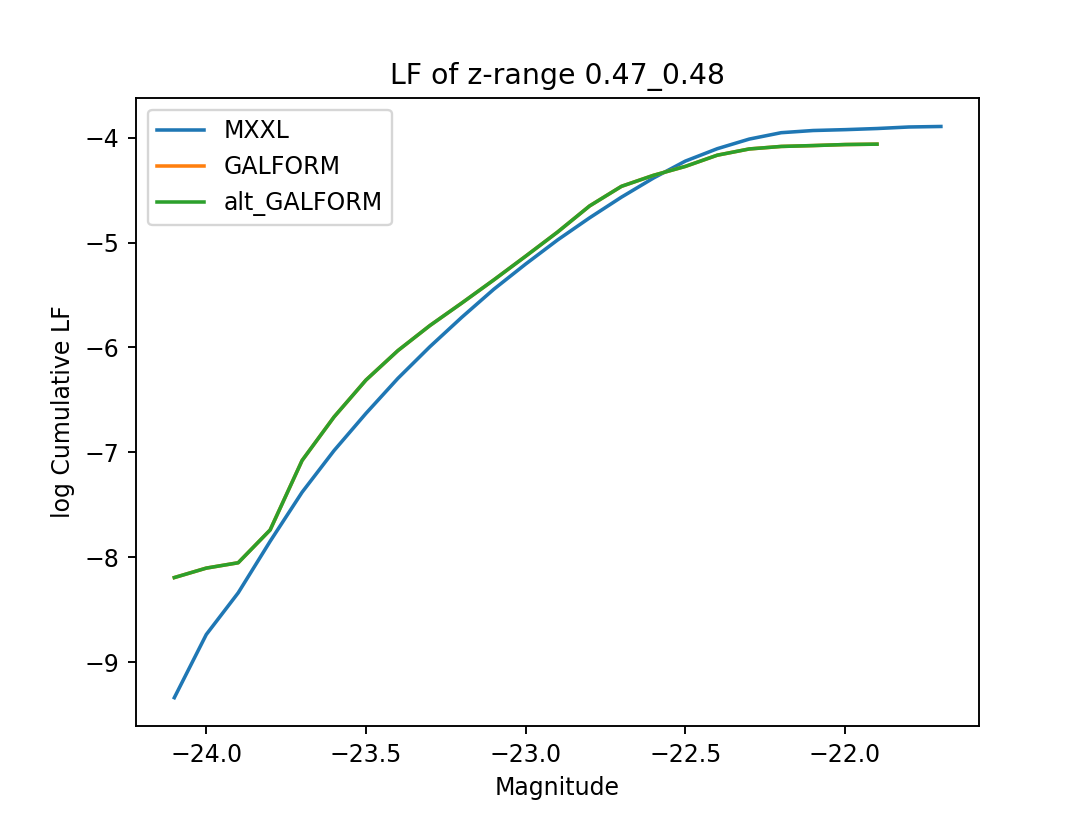 LF of z-range 0.47_0.48
MXXL
GALFORM
alt_GALFORM
−4
−5
−6
−7
−8
−9
log Cumulative LF
−24.0
−23.5
−23.0
−22.5
−22.0
Magnitude